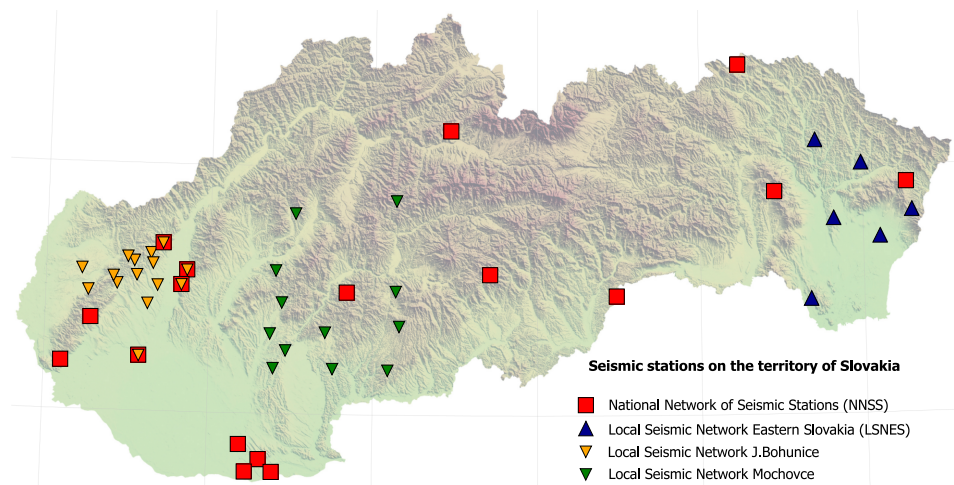 Seismic stations on the territory of Slovakia
National Network of Seismic Stations (NNSS)
Local Seismic Network Eastern Slovakia (LSNES)
Local Seismic Network J.Bohunice
Local Seismic Network Mochovce